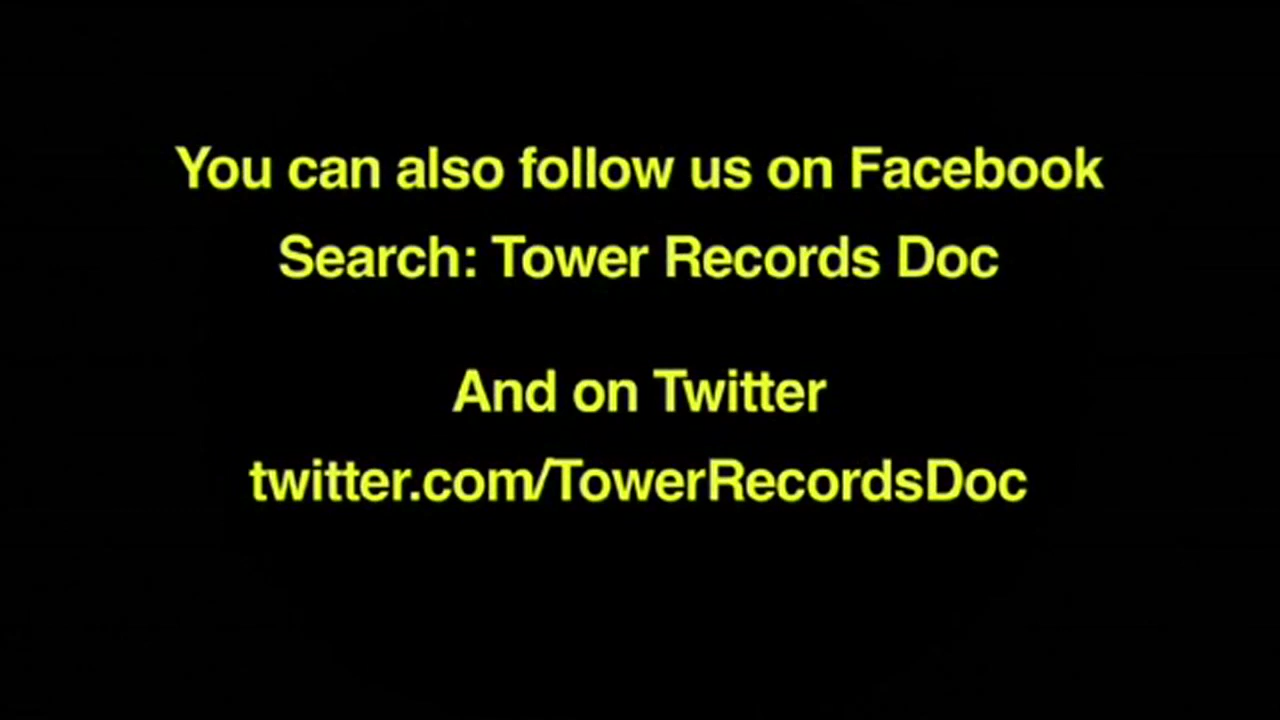 You can also follow us on Facebook
Search: Tower Records Doc
And on Twitter
twitter.com/TowerRecordsDoc